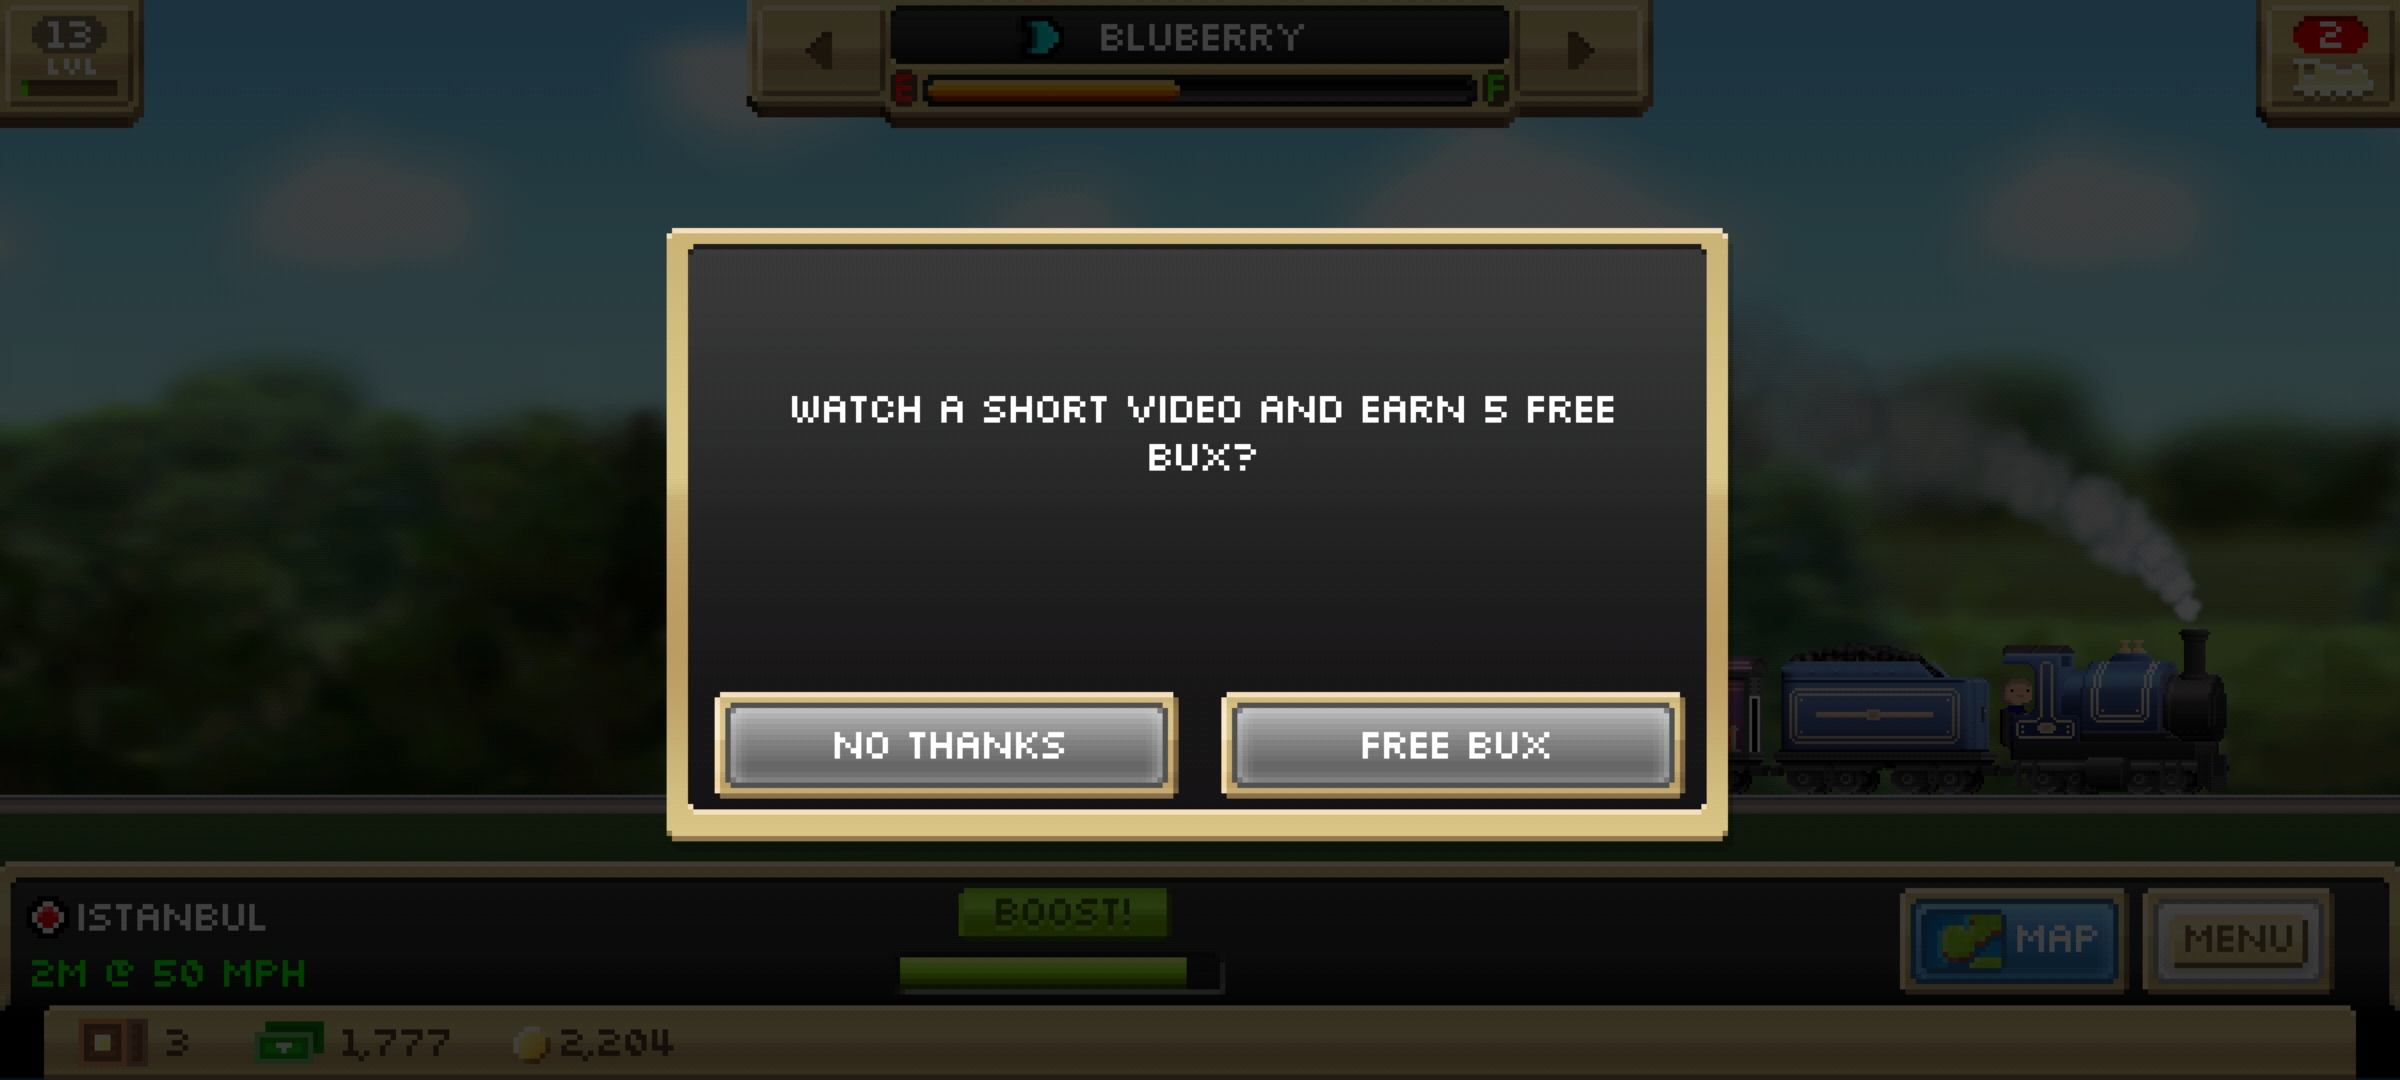 13
LVL
BLUBERRY
E F
2
WATCH A SHORT VIDEO AND EARN 5 FREE
BUX?
NO THANKS
FREE BUX
ISTANBUL
2M @ 50 MPH
BOOST!
MAP
MENU
3 1,777 2,204